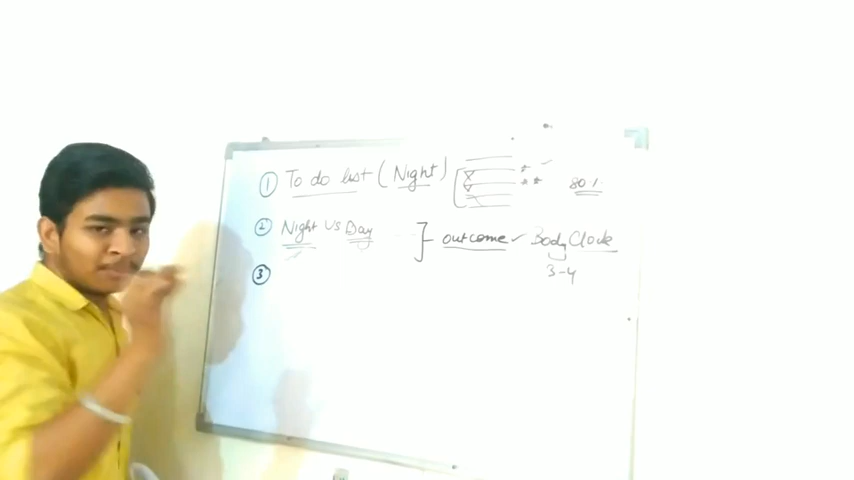 ① To do list (Night) 80%
② Night Vs Day outcome ✓ Body Clock
3-4
③